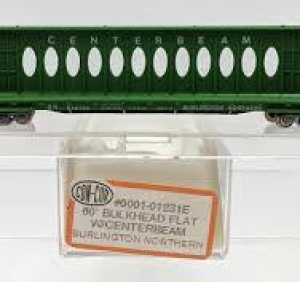 CENTERBEAM
BURLINGTON NORTHERN
CON-COR
#0001-01231E
60' BULKHEAD FLAT
W/CENTERBEAM
BURLINGTON NORTHERN